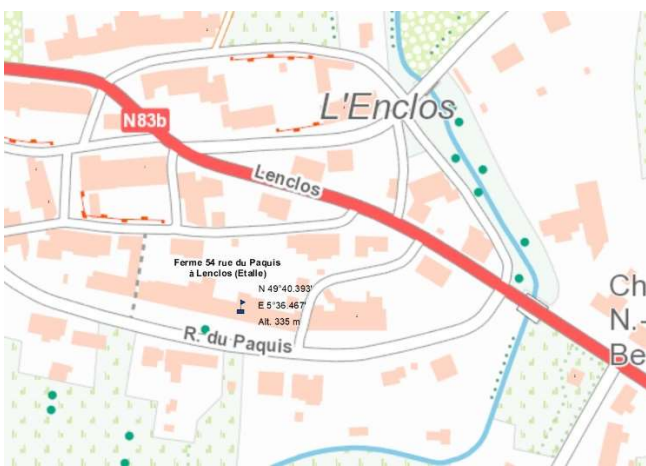 L'Enclos
N83b
Lenclos
Ferme 54 rue du Paquis
à Lenclos (Etalle)
N 49°40.393'
E 5°36.467'
Alt. 335 m
R. du Paquis
Ch
N.-
Be